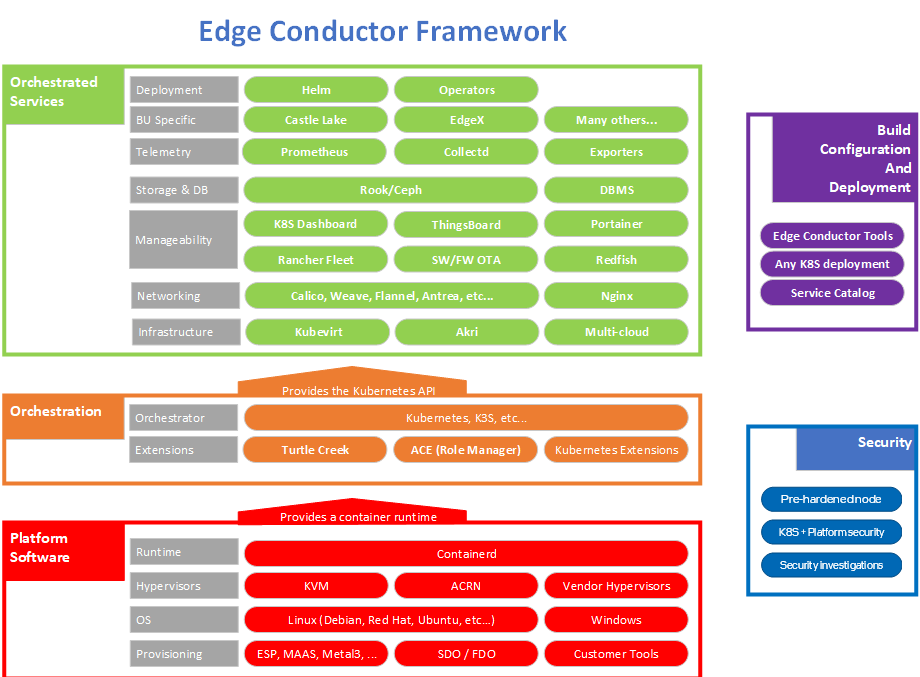 Edge Conductor Framework
Orchestrated
Services
Deployment
Helm
Operators
BU Specific
Castle Lake
EdgeX
Many others...
Telemetry
Prometheus
Collectd
Exporters
Storage & DB
Rook/Ceph
DBMS
Manageability
K8S Dashboard
ThingsBoard
Portainer
Rancher Fleet
SW/FW OTA
Redfish
Networking
Calico, Weave, Flannel, Antrea, etc...
Nginx
Infrastructure
Kubevirt
Akri
Multi-cloud
Provides the Kubernetes API
Orchestration
Orchestrator
Kubernetes, K3S, etc...
Extensions
Turtle Creek
ACE (Role Manager)
Kubernetes Extensions
Provides a container runtime
Platform
Software
Runtime
Containerd
Hypervisors
KVM
ACRN
Vendor Hypervisors
OS
Linux (Debian, Red Hat, Ubuntu, etc...)
Windows
Provisioning
ESP, MAAS, Metal3, ...
SDO / FDO
Customer Tools
Build
Configuration
And
Deployment
Edge Conductor Tools
Any K8S deployment
Service Catalog
Security
Pre-hardened node
K8S + Platform security
Security investigations